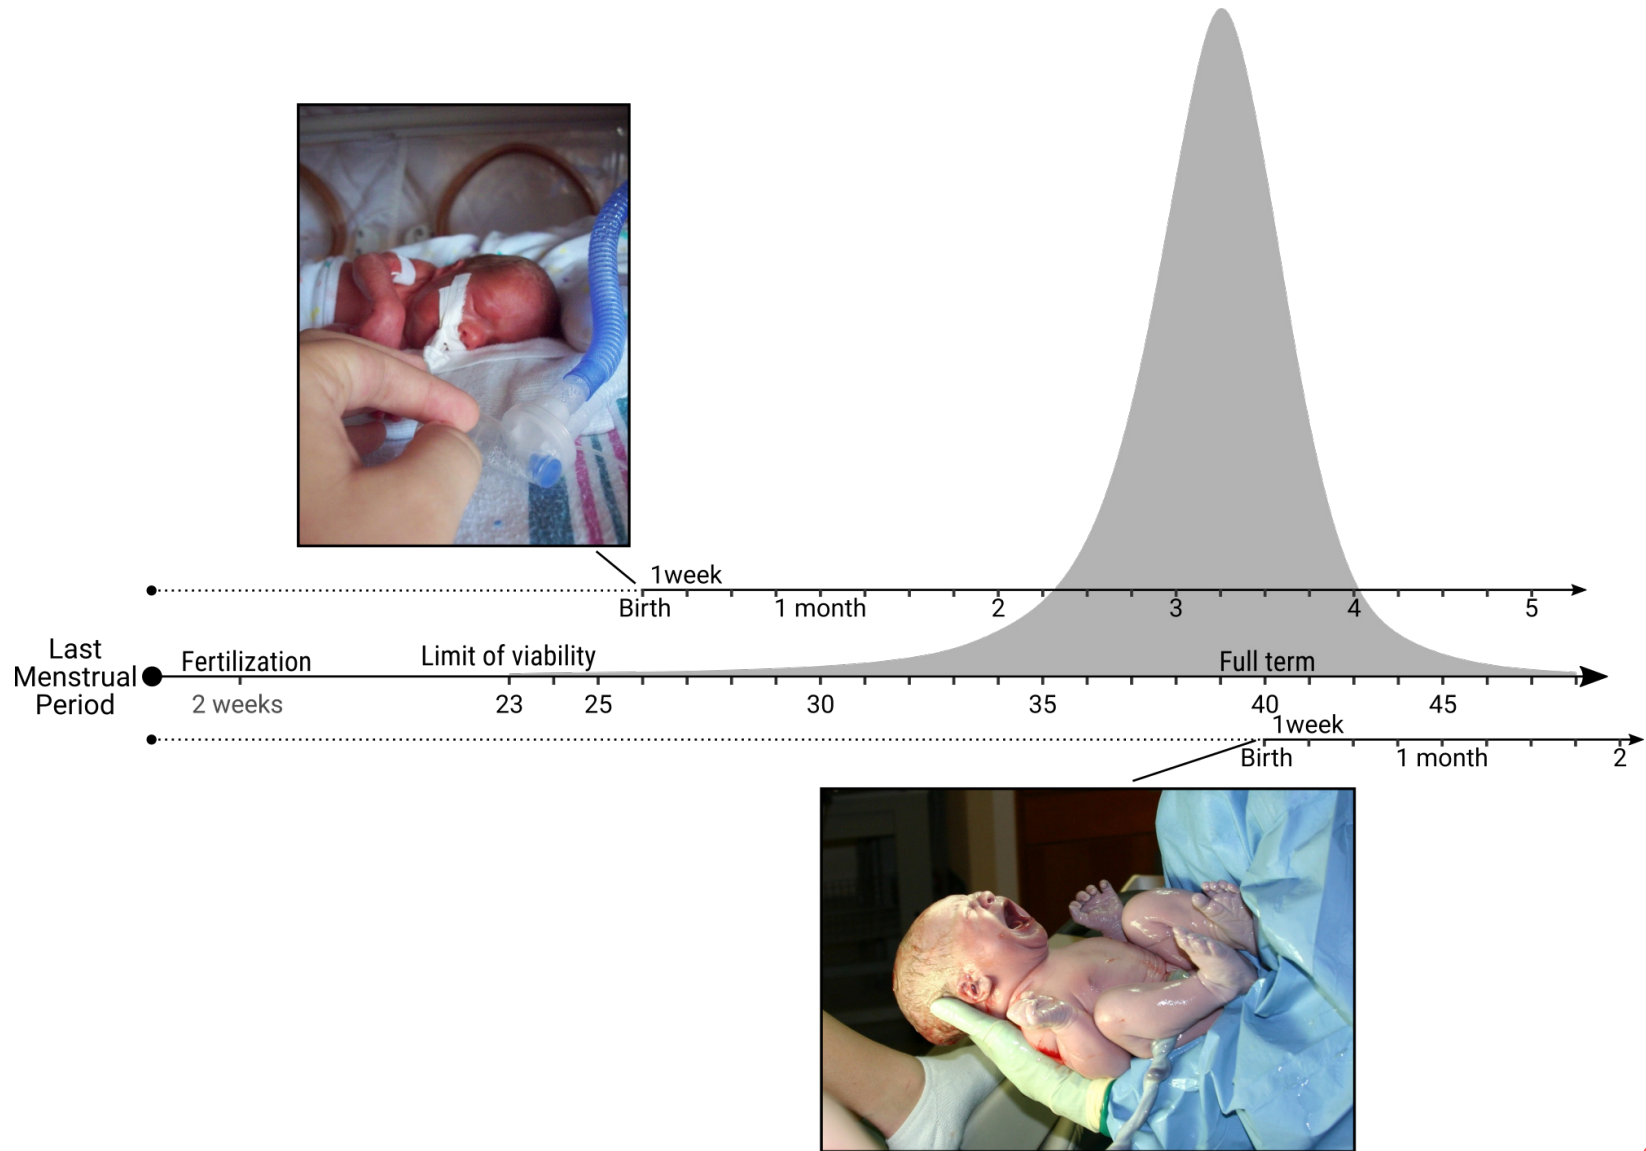 1week
Birth 1 month 2 3 4 5
Last
Menstrual
Period
Fertilization Limit of viability Full term
2 weeks 23 25 30 35 40 45
1week
Birth 1 month 2